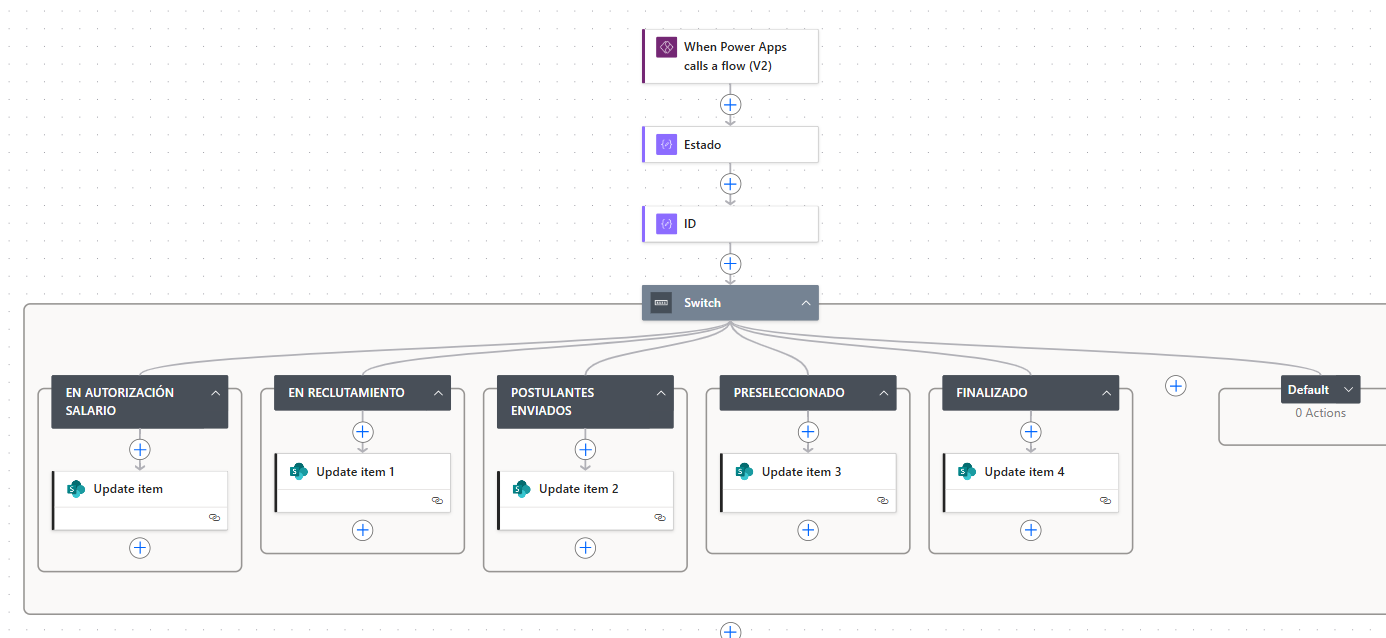 When Power Apps
calls a flow (V2)
Estado
ID
Switch
EN AUTORIZACIÓN
SALARIO
EN RECLUTAMIENTO
POSTULANTES
ENVIADOS
PRESELECCIONADO
FINALIZADO
Default
0 Actions
Update item
Update item 1
Update item 2
Update item 3
Update item 4